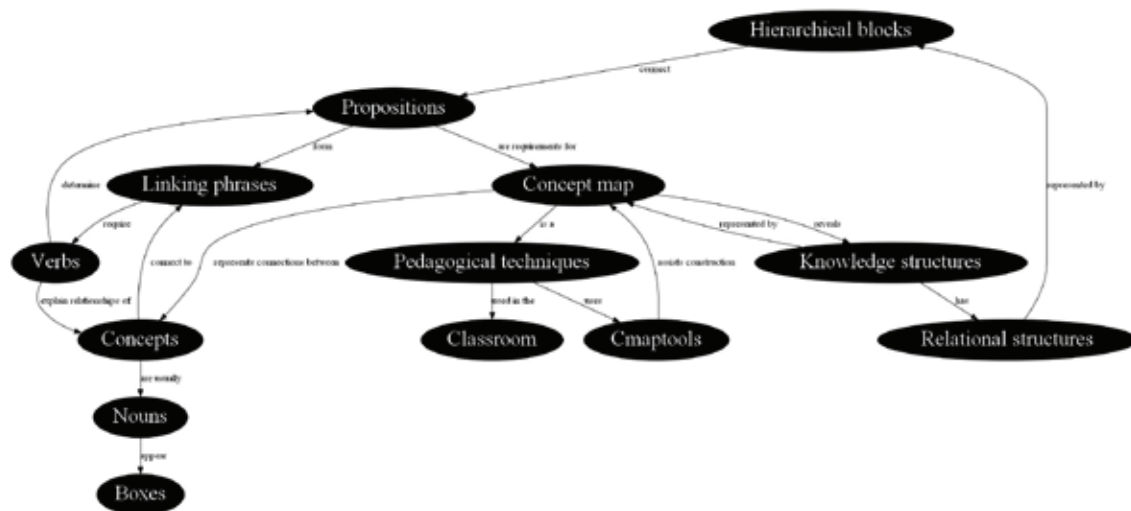 Hierarchical blocks
connect
Propositions
form
are requirements for
Linking phrases
Concept map
determine
represented by
require
connect to
represents connections between
is a
represented by
reveals
Verbs
Pedagogical techniques
assists construction
Knowledge structures
explain relationships of
used in the
uses
has
Concepts
Classroom
Cmaptools
Relational structures
are usually
Nouns
appear
Boxes